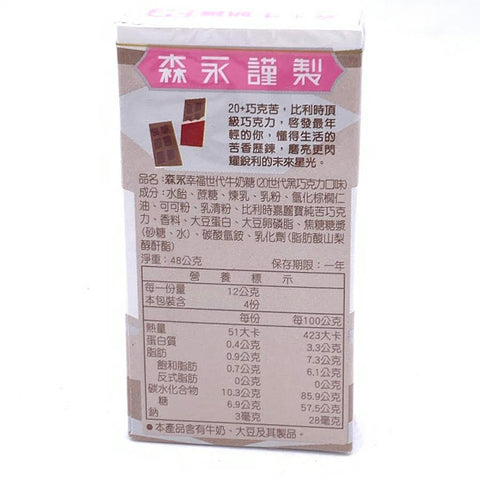 森永謹製
20+巧克苦，比利時頂
級巧克力，啓發最年
輕的你，懂得生活的
苦香歷鍊，磨亮更閃
耀銳利的未來星光。
品名：森永幸福世代牛奶糖(20世代黑巧克力口味)
成分：水飴、蔗糖、煉乳、乳粉、氫化棕櫚仁
油、可可粉、乳清粉、比利時嘉麗寶純苦巧克
力、香料、大豆蛋白、大豆卵磷脂、焦糖糖漿
(砂糖、水)、碳酸氫銨、乳化劑(脂肪酸山梨
醇酐酯)
淨重：48公克 保存期限：一年
營養標示
每一份量 12公克
本包裝含 4份
每份 每100公克
熱量 51大卡 423大卡
蛋白質 0.4公克 3.3公克
脂肪 0.9公克 7.3公克
飽和脂肪 0.7公克 6.1公克
反式脂肪 0公克 0公克
碳水化合物 10.3公克 85.9公克
糖 6.9公克 57.5公克
鈉 3毫克 28毫克
●本產品含有牛奶、大豆及其製品。